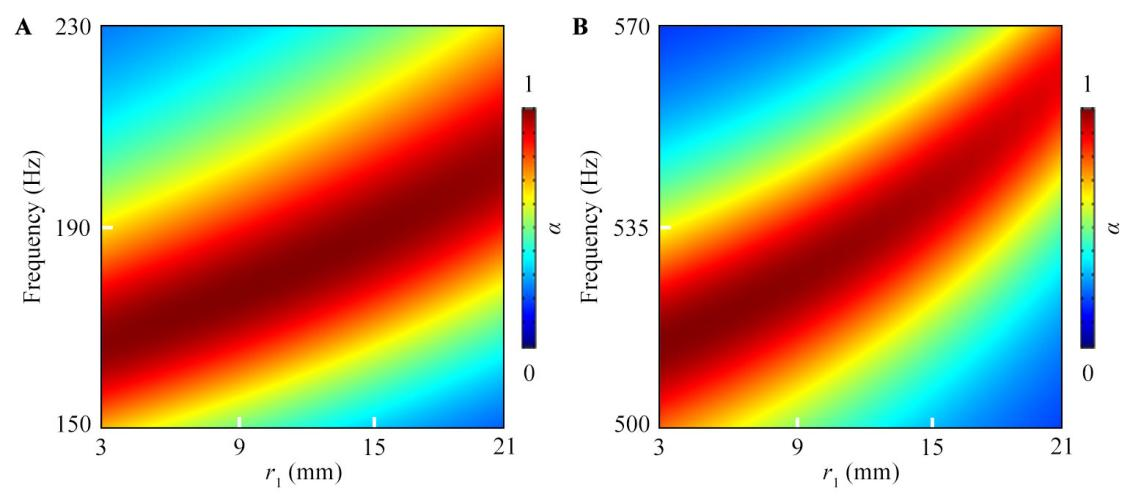 A
230
190
150
Frequency (Hz)
3 9 15 21
r₁ (mm)
1
0
α
B
570
535
500
Frequency (Hz)
3 9 15 21
r₁ (mm)
1
0
α